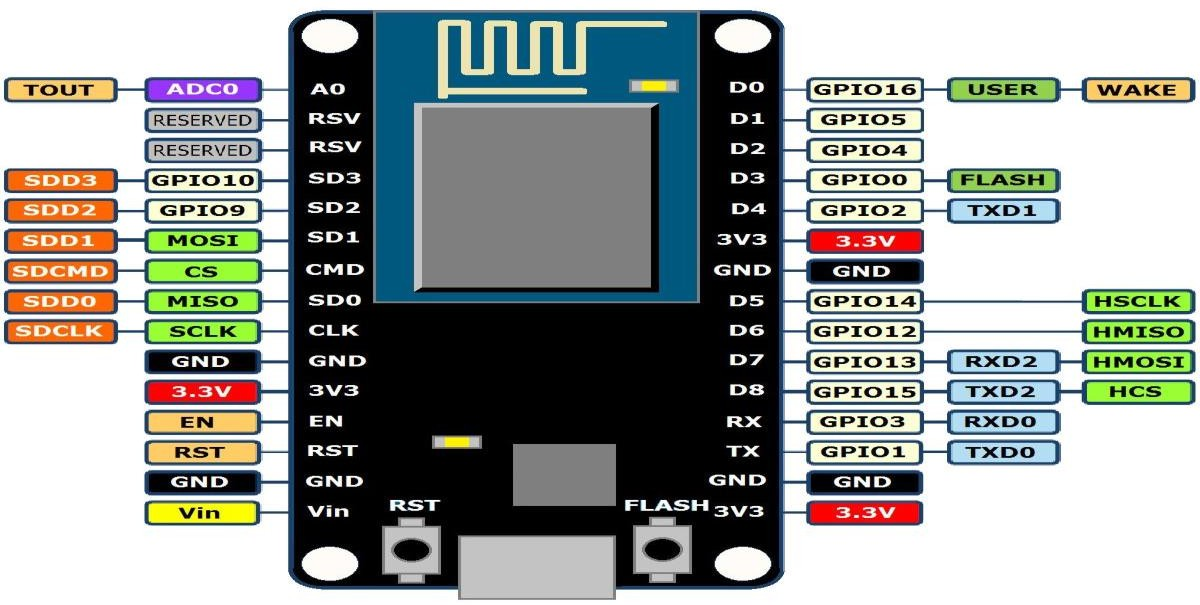 TOUT ADC0 A0 D0 GPIO16 USER WAKE
RESERVED RSV D1 GPIO5
RESERVED RSV D2 GPIO4
SDD3 GPIO10 SD3 D3 GPIO0 FLASH
SDD2 GPIO9 SD2 D4 GPIO2 TXD1
SDD1 MOSI SD1 3V3 3.3V
SDCMD CS CMD GND GND
SDD0 MISO SD0 D5 GPIO14 HSCLK
SDCLK SCLK CLK D6 GPIO12 HMISO
GND GND D7 GPIO13 RXD2 HMOSI
3.3V 3V3 D8 GPIO15 TXD2 HCS
EN EN RX GPIO3 RXD0
RST RST TX GPIO1 TXD0
GND GND GND GND
Vin Vin RST FLASH 3V3 3.3V